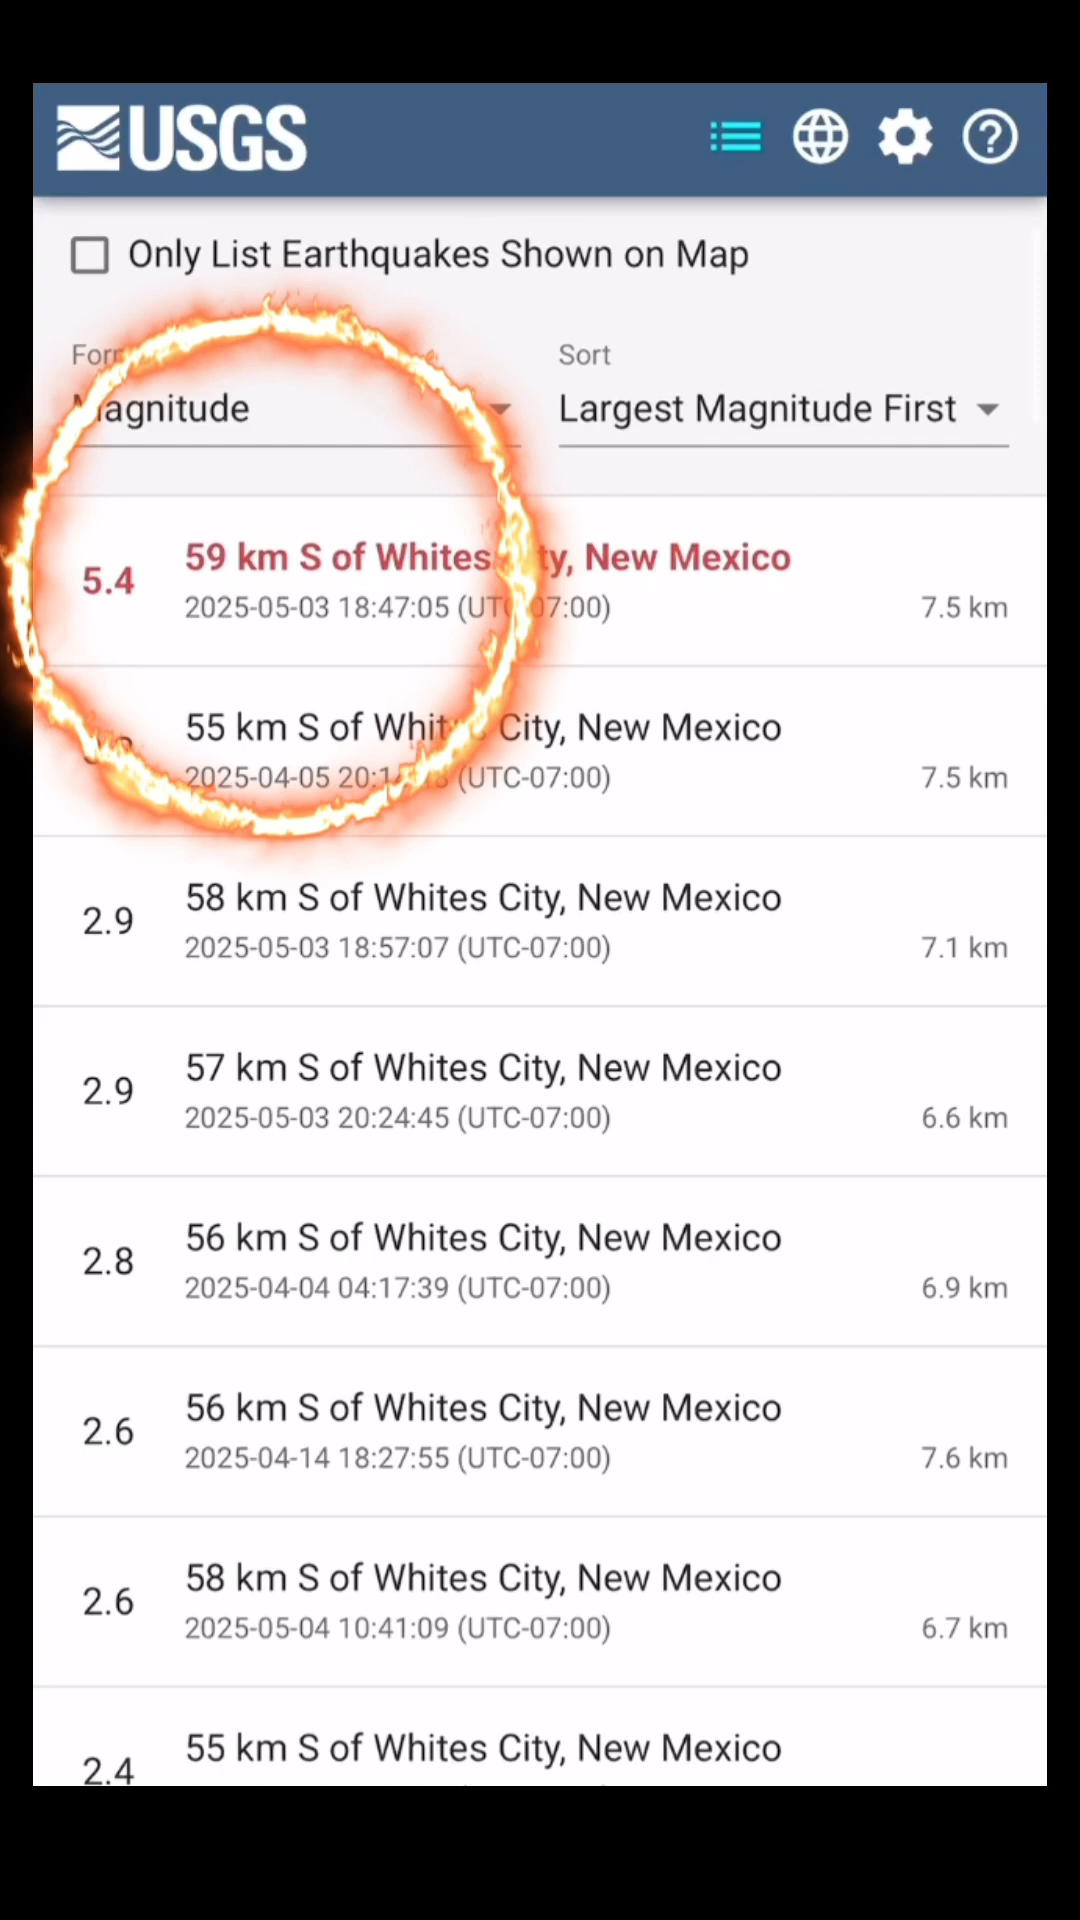 USGS
Only List Earthquakes Shown on Map
Sort
Magnitude
Largest Magnitude First
5.4
59 km S of Whites City, New Mexico
2025-05-03 18:47:05 (UTC-07:00)
7.5 km
55 km S of Whites City, New Mexico
2025-04-05 (UTC-07:00)
7.5 km
2.9
58 km S of Whites City, New Mexico
2025-05-03 18:57:07 (UTC-07:00)
7.1 km
2.9
57 km S of Whites City, New Mexico
2025-05-03 20:24:45 (UTC-07:00)
6.6 km
2.8
56 km S of Whites City, New Mexico
2025-04-04 04:17:39 (UTC-07:00)
6.9 km
2.6
56 km S of Whites City, New Mexico
2025-04-14 18:27:55 (UTC-07:00)
7.6 km
2.6
58 km S of Whites City, New Mexico
2025-05-04 10:41:09 (UTC-07:00)
6.7 km
2.4
55 km S of Whites City, New Mexico